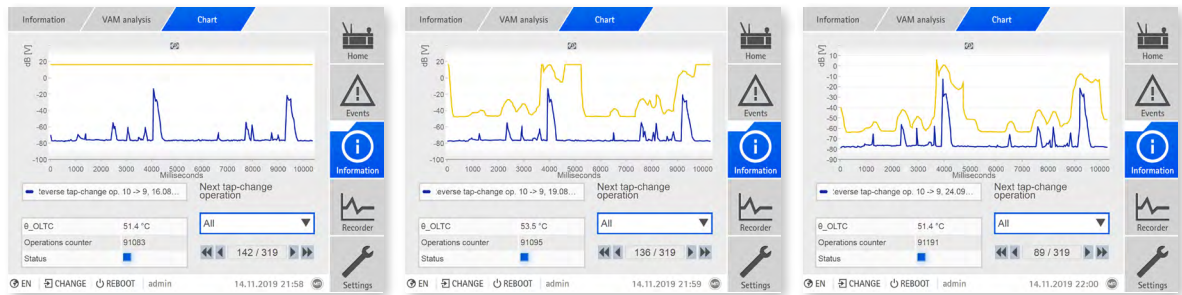 Information VAM analysis Chart
dB [V]
20
0
-20
-40
-60
-80
-100
0 1000 2000 3000 4000 5000 6000 7000 8000 9000 10000
Milliseconds
:everse tap-change op. 10 -> 9, 16.08...
Next tap-change
operation
θ_OLTC 51.4 °C
All
Operations counter 91083
Status
142 / 319
EN CHANGE REBOOT admin 14.11.2019 21:58
Home
Events
Information
Recorder
Settings
Information VAM analysis Chart
dB [V]
20
0
-20
-40
-60
-80
-100
0 1000 2000 3000 4000 5000 6000 7000 8000 9000 10000
Milliseconds
:everse tap-change op. 10 -> 9, 19.08...
Next tap-change
operation
θ_OLTC 53.5 °C
All
Operations counter 91095
Status
136 / 319
EN CHANGE REBOOT admin 14.11.2019 21:59
Home
Events
Information
Recorder
Settings
Information VAM analysis Chart
dB [V]
10
0
-10
-20
-30
-40
-50
-60
-70
-80
-90
0 1000 2000 3000 4000 5000 6000 7000 8000 9000 10000
Milliseconds
:everse tap-change op. 10 -> 9, 24.09...
Next tap-change
operation
θ_OLTC 51.4 °C
All
Operations counter 91191
Status
89 / 319
EN CHANGE REBOOT admin 14.11.2019 22:00
Home
Events
Information
Recorder
Settings